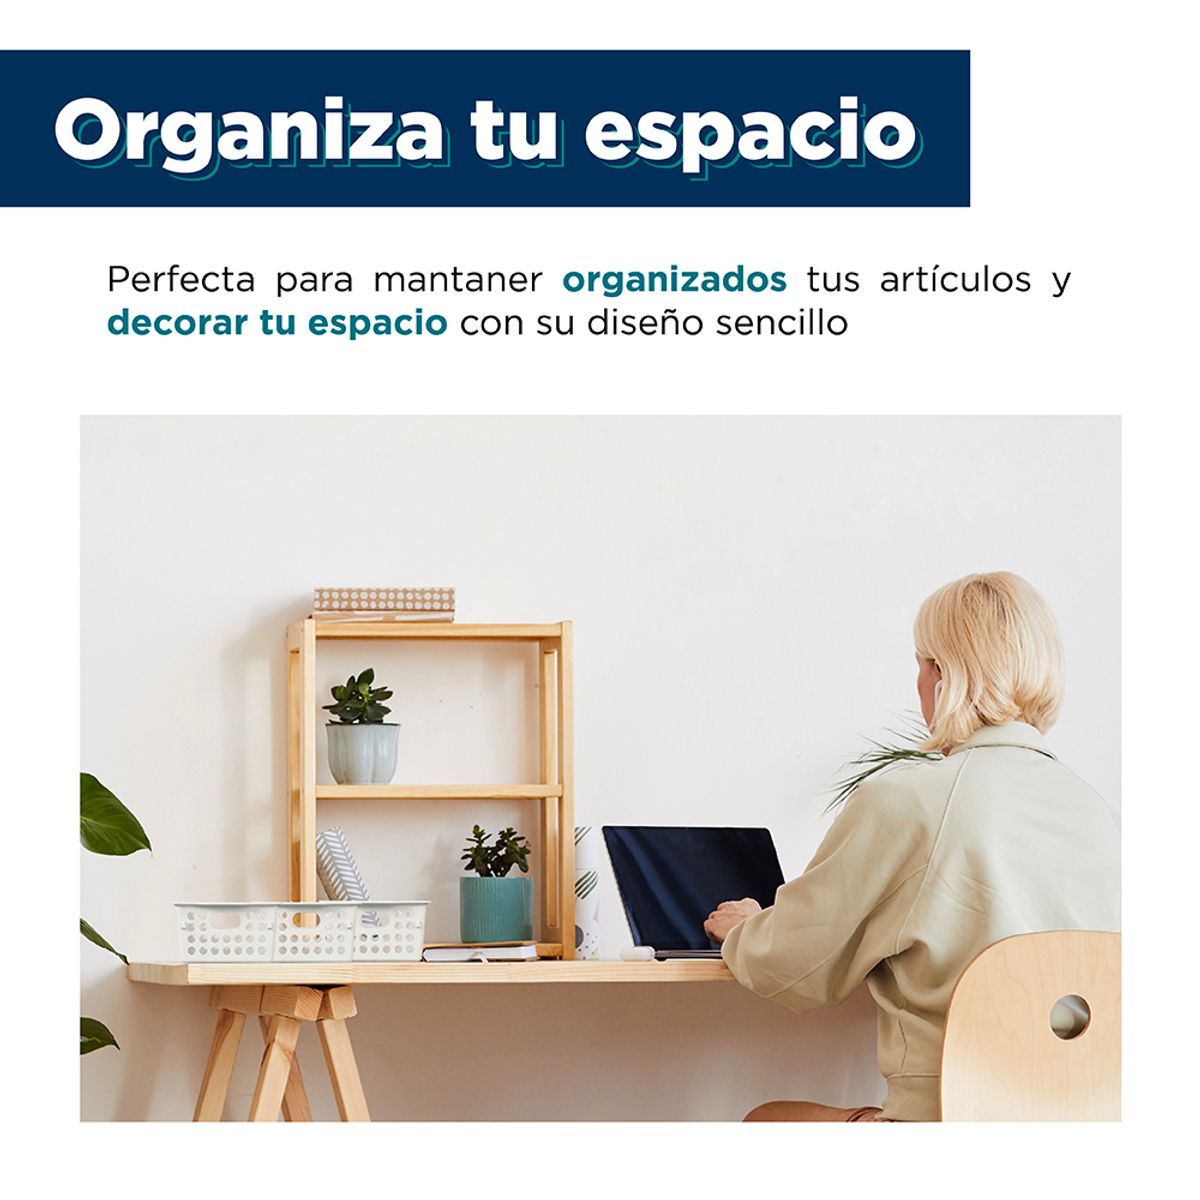 Organiza tu espacio
Perfecta para mantaner organizados tus artículos y
decorar tu espacio con su diseño sencillo